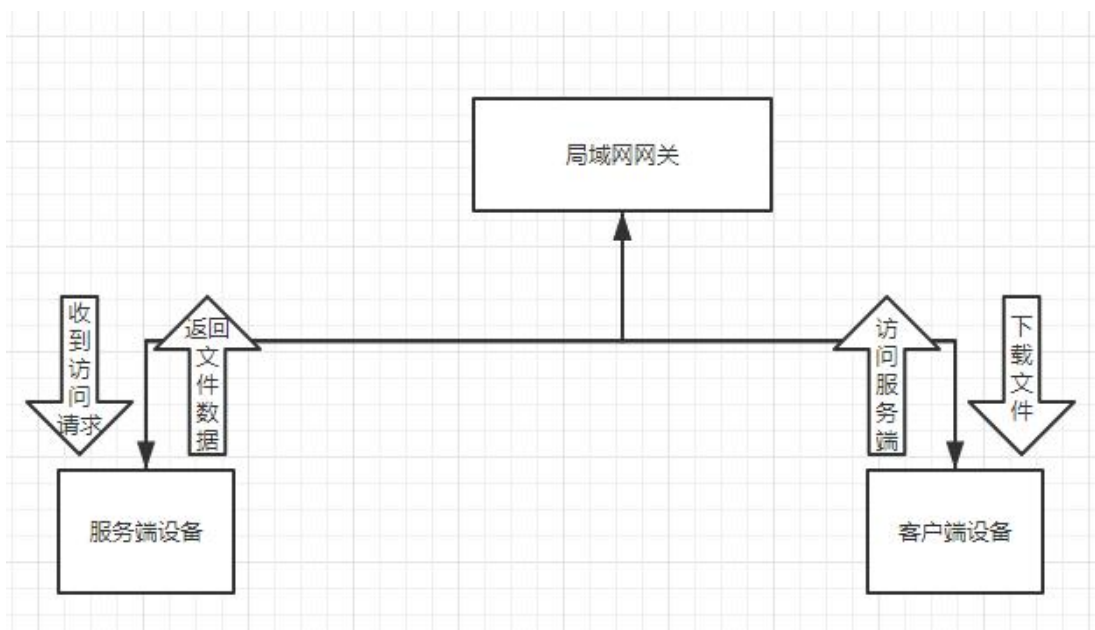 局域网网关
收到访问请求
返回文件数据
访问服务端
下载文件
服务端设备
客户端设备